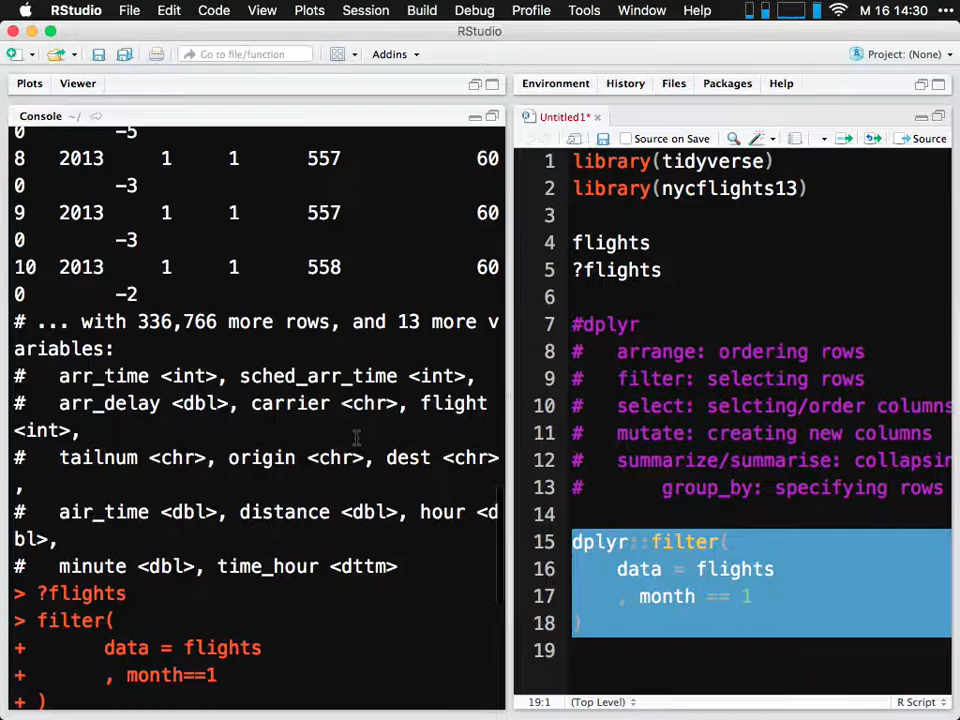 RStudio File Edit Code View Plots Session Build Debug Profile Tools Window Help M 16 14:30
RStudio
Go to file/function Addins Project: (None)
Plots Viewer
Console ~/
0 -5
8 2013 1 1 557 60
0 -3
9 2013 1 1 557 60
0 -3
10 2013 1 1 558 60
0 -2
# ... with 336,766 more rows, and 13 more v
ariables:
# arr_time <int>, sched_arr_time <int>,
# arr_delay <dbl>, carrier <chr>, flight
<int>,
# tailnum <chr>, origin <chr>, dest <chr>
,
# air_time <dbl>, distance <dbl>, hour <d
bl>,
# minute <dbl>, time_hour <dttm>
> ?flights
> filter(
+ data = flights
+ , month==1
+ )
Environment History Files Packages Help
Untitled1*
Source on Save Source
1 library(tidyverse)
2 library(nycflights13)
3
4 flights
5 ?flights
6
7 #dplyr
8 # arrange: ordering rows
9 # filter: selecting rows
10 # select: selcting/order columns
11 # mutate: creating new columns
12 # summarize/summarise: collapsin
13 # group_by: specifying rows
14
15 dplyr::filter(
16 data = flights
17 , month == 1
18 )
19
19:1 (Top Level) R Script